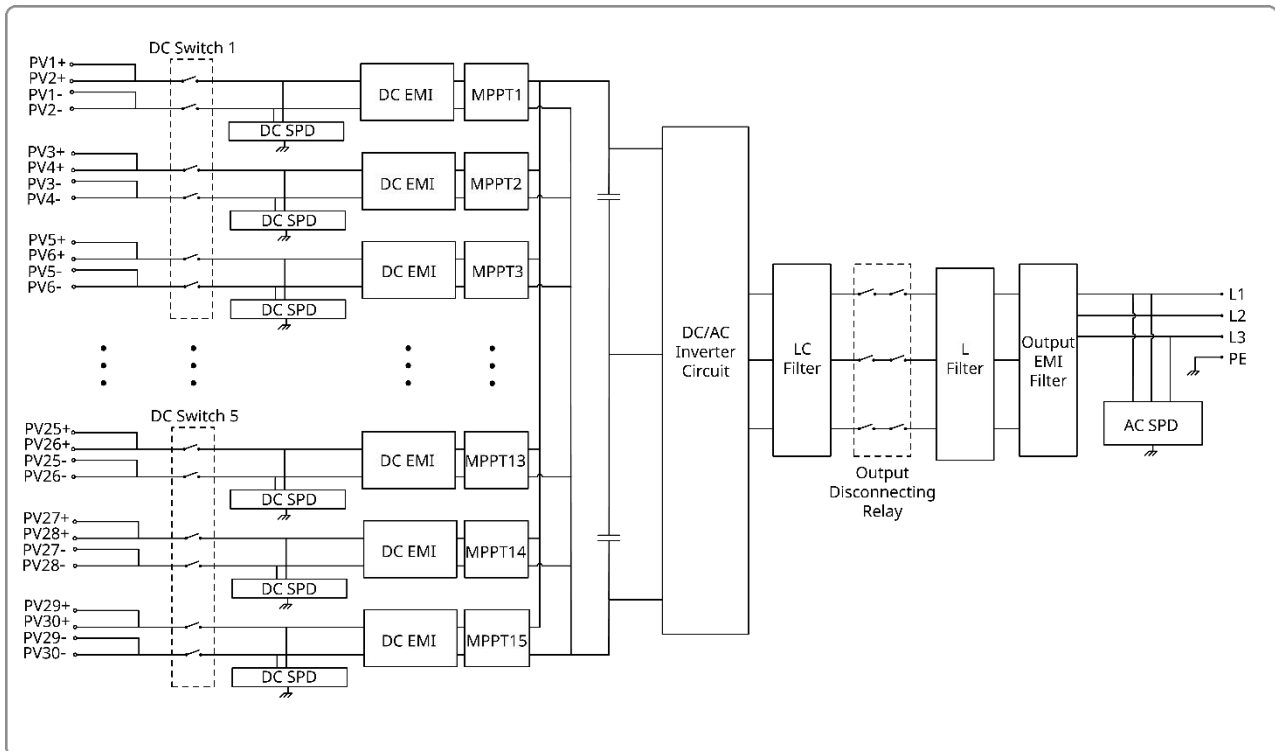 DC Switch 1
PV1+
PV2+
PV1-
PV2-
DC EMI
MPPT1
DC SPD
PV3+
PV4+
PV3-
PV4-
DC EMI
MPPT2
DC SPD
PV5+
PV6+
PV5-
PV6-
DC EMI
MPPT3
DC SPD
DC Switch 5
PV25+
PV26+
PV25-
PV26-
DC EMI
MPPT13
DC SPD
PV27+
PV28+
PV27-
PV28-
DC EMI
MPPT14
DC SPD
PV29+
PV30+
PV29-
PV30-
DC EMI
MPPT15
DC SPD
DC/AC
Inverter
Circuit
LC
Filter
Output
Disconnecting
Relay
L
Filter
Output
EMI
Filter
L1
L2
L3
PE
AC SPD